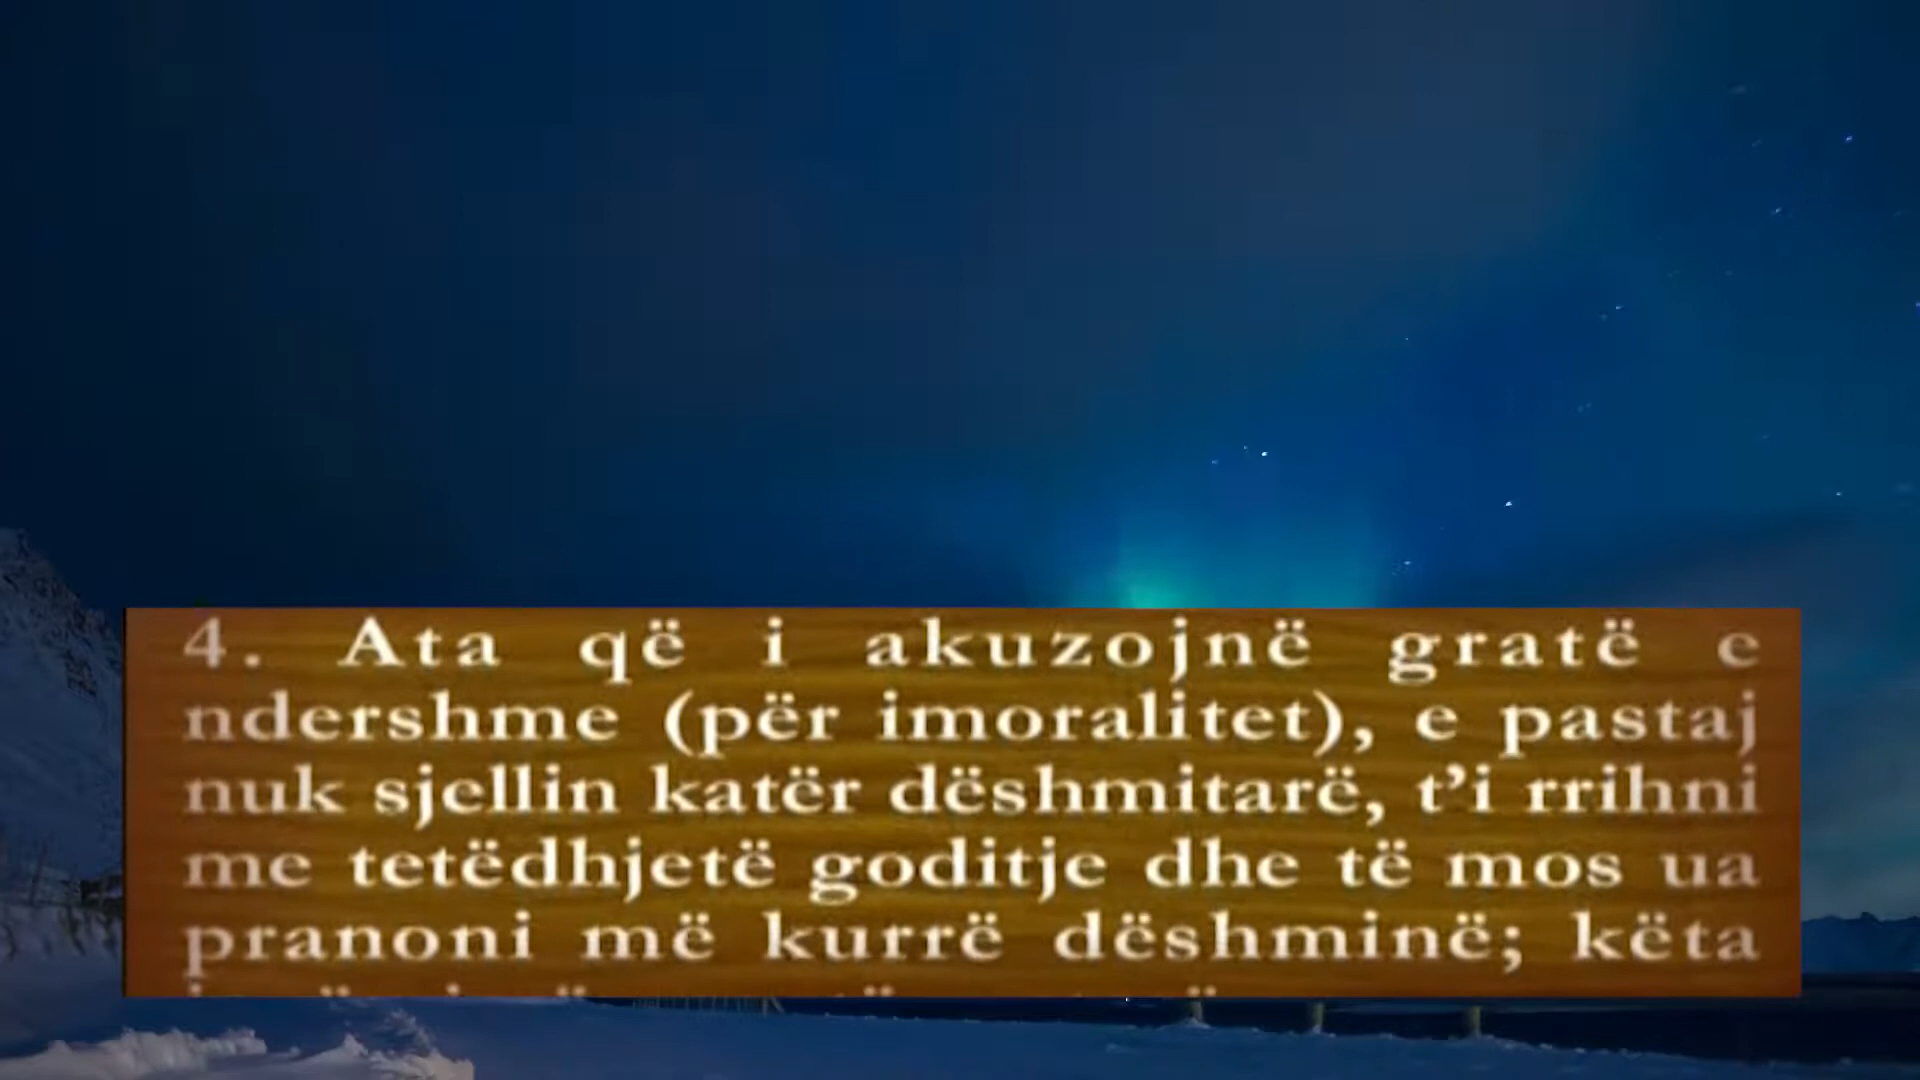 4. Ata që i akuzojnë gratë e
ndershme (për imoralitet), e pastaj
nuk sjellin katër dëshmitarë, t’i rrihni
me tetëdhjetë goditje dhe të mos ua
pranoni më kurrë dëshminë; këta